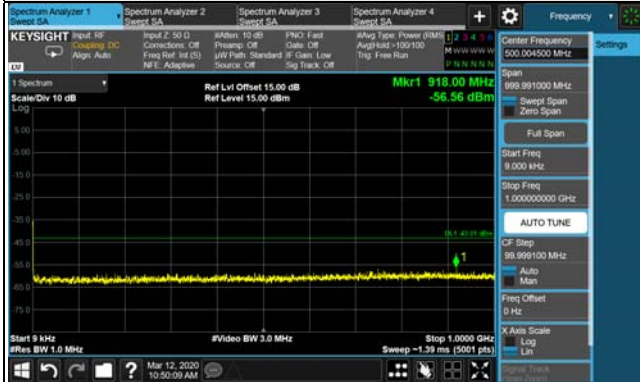 Spectrum Analyzer 1
Swept SA
Spectrum Analyzer 2
Swept SA
Spectrum Analyzer 3
Swept SA
Spectrum Analyzer 4
Swept SA
+
Frequency
KEYSIGHT
Input: RF
Coupling: DC
Align: Auto
Input Z: 50 Ω
Corrections: Off
Freq Ref: Int (S)
NFE: Adaptive
#Atten: 10 dB
Preamp: Off
µW Path: Standard
Source: Off
PNO: Fast
Gate: Off
IF Gain: Low
Sig Track: Off
#Avg Type: Power (RMS
Avg|Hold:>100/100
Trig: Free Run
1 2 3 4 5 6
M W W W W W
P N N N N N
Center Frequency
500.004500 MHz
Settings
1 Spectrum
Scale/Div 10 dB
Log
Ref Lvl Offset 15.00 dB
Ref Level 15.00 dBm
Mkr1 918.00 MHz
-56.56 dBm
Span
999.991000 MHz
Swept Span
Zero Span
Full Span
Start Freq
9.000 kHz
Stop Freq
1.000000000 GHz
AUTO TUNE
CF Step
99.999100 MHz
Auto
Man
Freq Offset
0 Hz
X Axis Scale
Log
Lin
Signal Track
5.00
-5.00
-15.0
-25.0
-35.0
-45.0
-55.0
-65.0
-75.0
1
Start 9 kHz
#Res BW 1.0 MHz
#Video BW 3.0 MHz
Stop 1.0000 GHz
Sweep ~1.39 ms (5001 pts)
?
Mar 12, 2020
10:50:09 AM